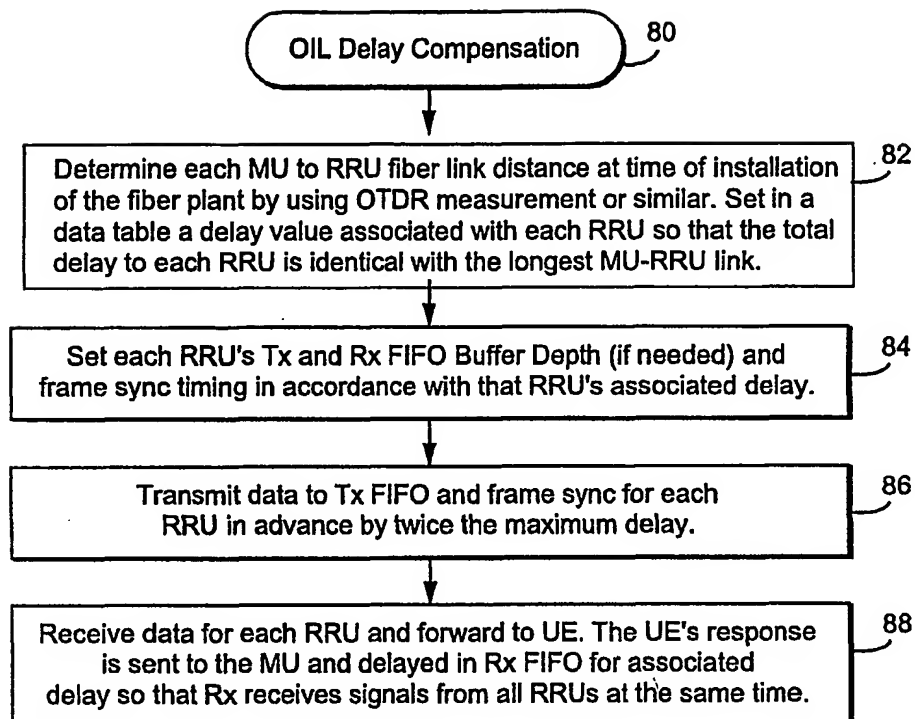 OIL Delay Compensation
80
Determine each MU to RRU fiber link distance at time of installation
of the fiber plant by using OTDR measurement or similar. Set in a
data table a delay value associated with each RRU so that the total
delay to each RRU is identical with the longest MU-RRU link.
82
Set each RRU's Tx and Rx FIFO Buffer Depth (if needed) and
frame sync timing in accordance with that RRU's associated delay.
84
Transmit data to Tx FIFO and frame sync for each
RRU in advance by twice the maximum delay.
86
Receive data for each RRU and forward to UE. The UE's response
is sent to the MU and delayed in Rx FIFO for associated
delay so that Rx receives signals from all RRUs at the same time.
88